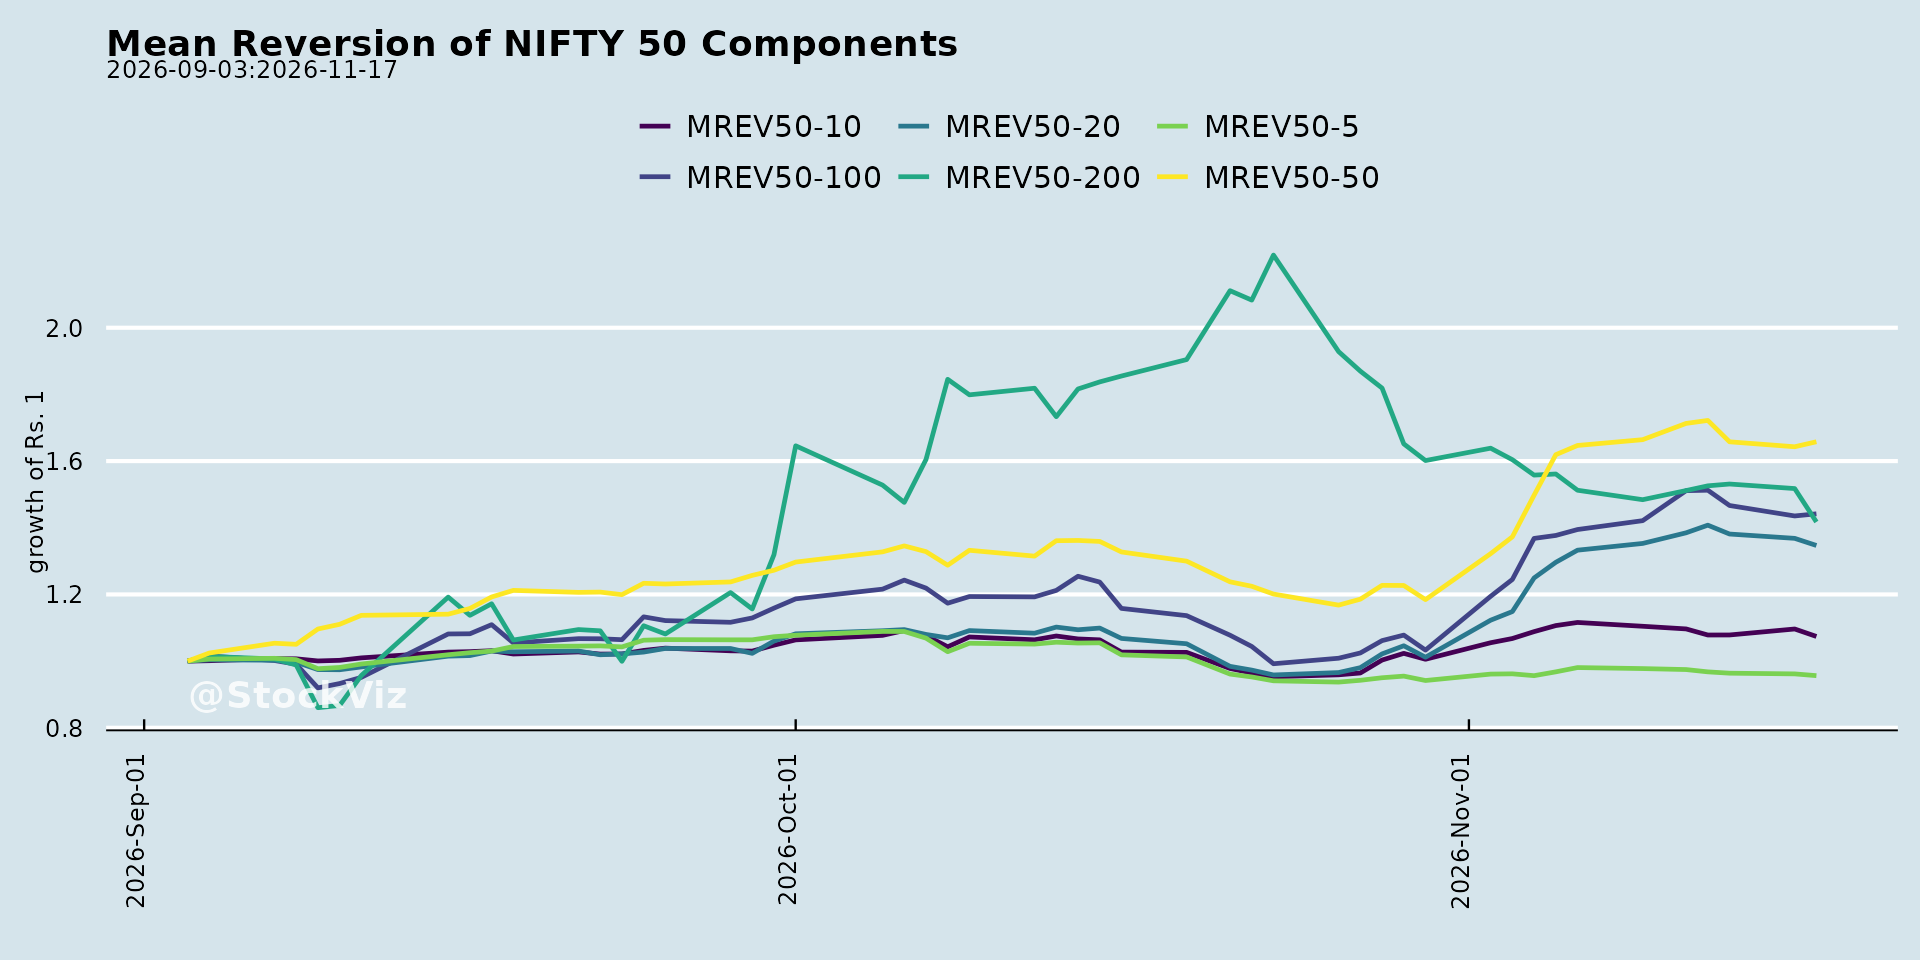 Mean Reversion of NIFTY 50 Components
2026-09-03:2026-11-17
MREV50-10 MREV50-20 MREV50-5
MREV50-100 MREV50-200 MREV50-50
growth of Rs. 1
2.0
1.6
1.2
0.8
@StockViz
2026-Sep-01
2026-Oct-01
2026-Nov-01